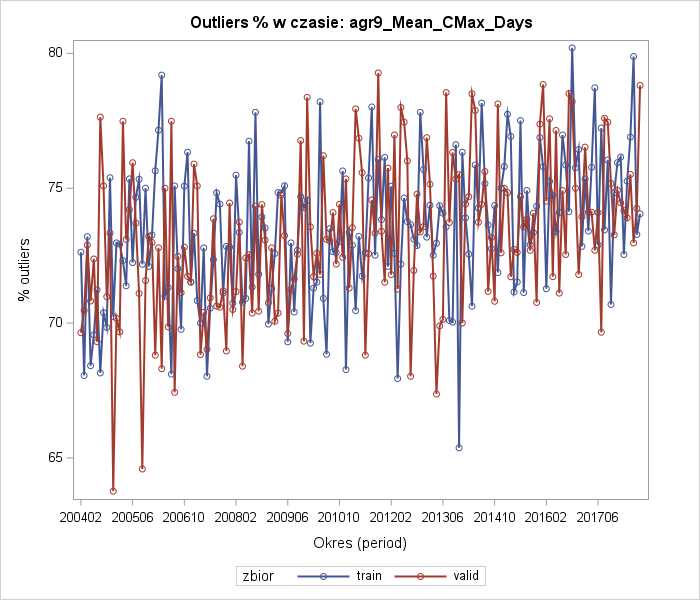 Outliers % w czasie: agr9_Mean_CMax_Days
80
75
70
65
% outliers
200402 200506 200610 200802 200906 201010 201202 201306 201410 201602 201706
Okres (period)
zbior train valid